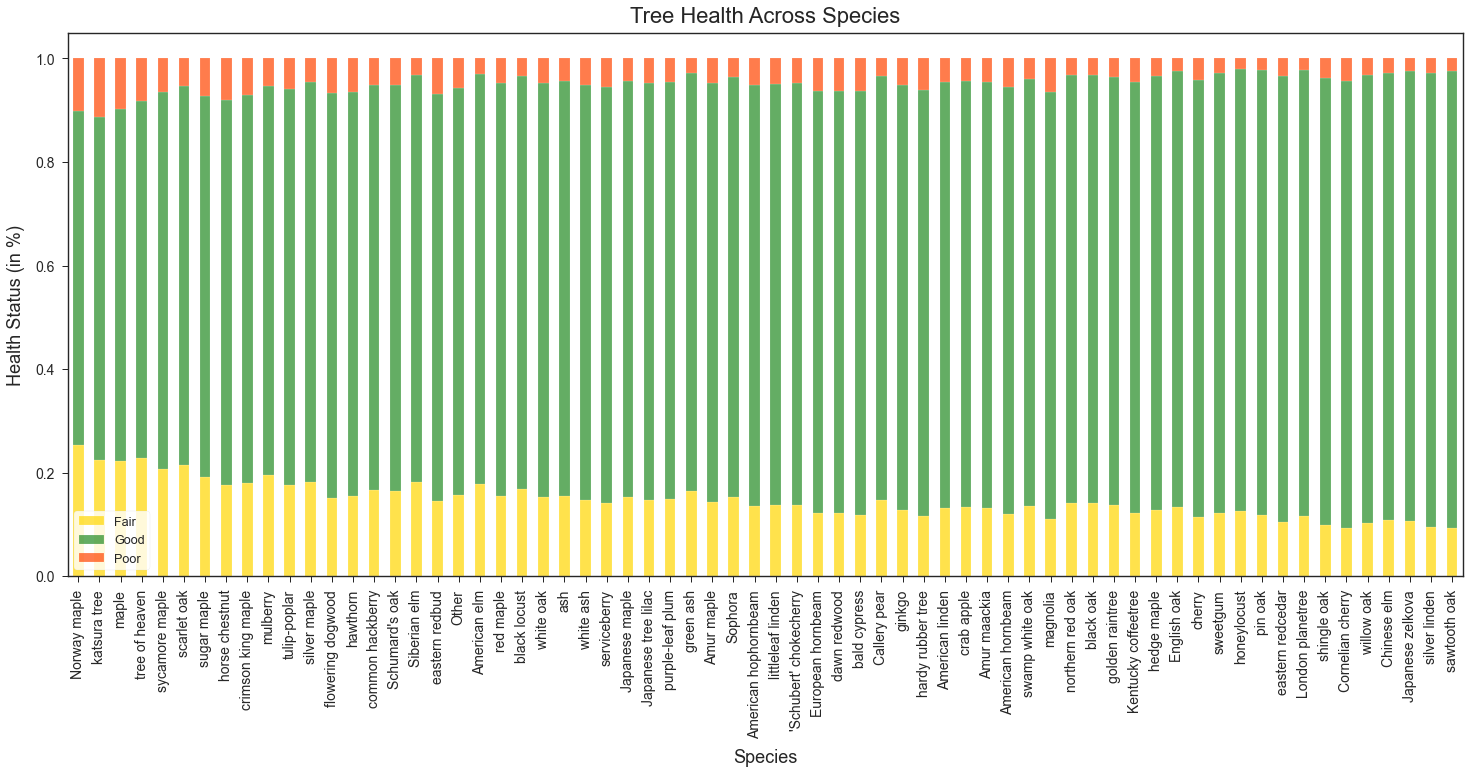 Tree Health Across Species
Health Status (in %)
1.0
0.8
0.6
0.4
0.2
0.0
Fair
Good
Poor
Norway maple
katsura tree
maple
tree of heaven
sycamore maple
scarlet oak
sugar maple
horse chestnut
crimson king maple
mulberry
tulip-poplar
silver maple
flowering dogwood
hawthorn
common hackberry
Schumard's oak
Siberian elm
eastern redbud
Other
American elm
red maple
black locust
white oak
ash
white ash
serviceberry
Japanese maple
Japanese tree lilac
purple-leaf plum
green ash
Amur maple
Sophora
American hophornbeam
littleleaf linden
'Schubert' chokecherry
European hornbeam
dawn redwood
bald cypress
Callery pear
ginkgo
hardy rubber tree
American linden
crab apple
Amur maackia
American hornbeam
swamp white oak
magnolia
northern red oak
black oak
golden raintree
Kentucky coffeetree
hedge maple
English oak
cherry
sweetgum
honeylocust
pin oak
eastern redcedar
London planetree
shingle oak
Cornelian cherry
willow oak
Chinese elm
Japanese zelkova
silver linden
sawtooth oak
Species